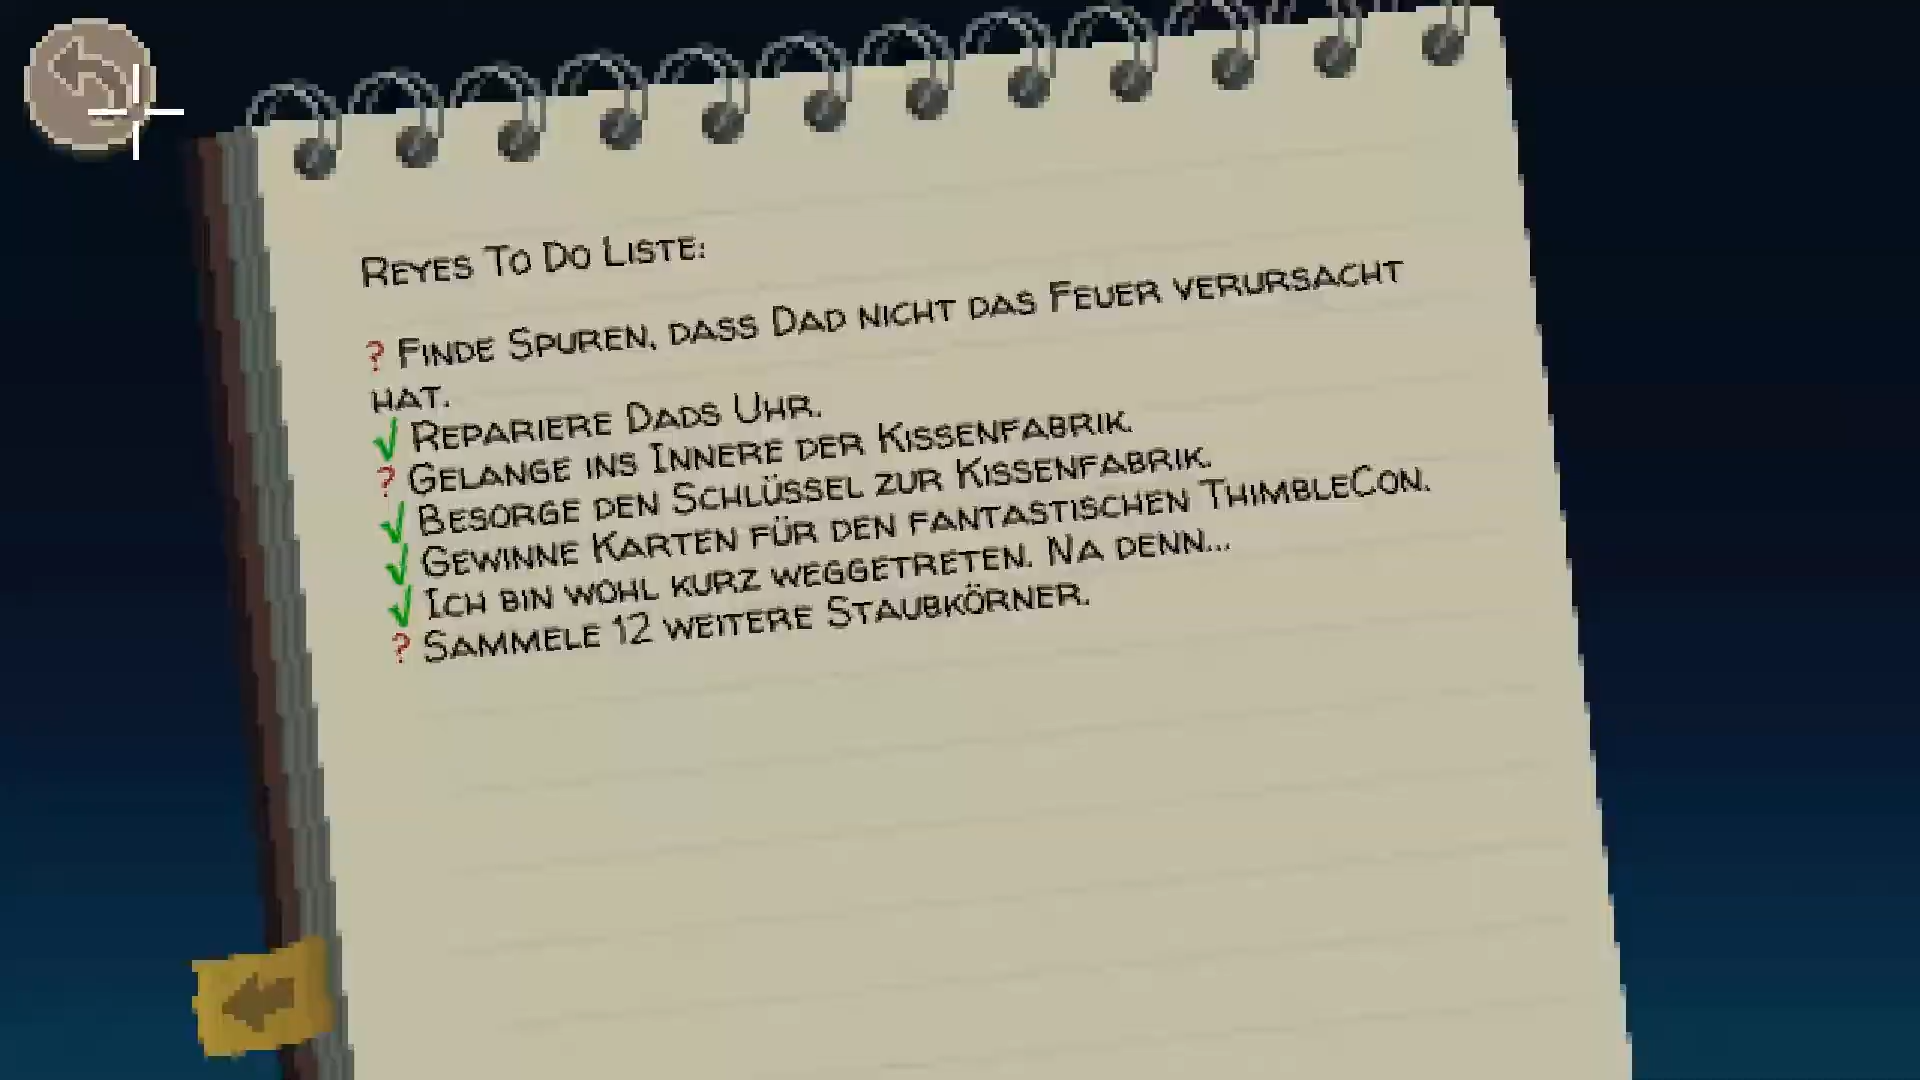 Reyes To Do Liste:
? Finde Spuren, dass Dad nicht das Feuer verursacht
hat.
√ Repariere Dads Uhr.
? Gelange ins Innere der Kissenfabrik.
√ Besorge den Schlüssel zur Kissenfabrik.
√ Gewinne Karten für den fantastischen ThimbleCon.
√ Ich bin wohl kurz weggetreten. Na denn...
? Sammele 12 weitere Staubkörner.